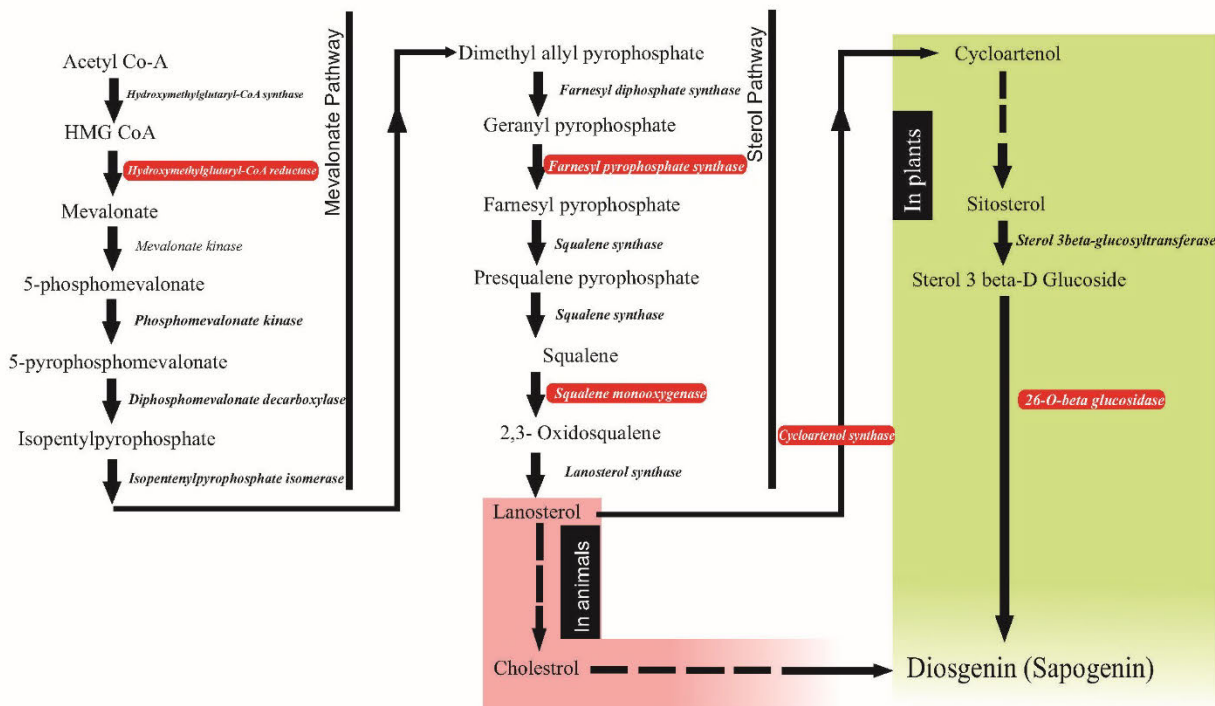 Acetyl Co-A
Hydroxymethylglutaryl-CoA synthase
HMG CoA
Hydroxymethylglutaryl-CoA reductase
Mevalonate
Mevalonate kinase
5-phosphomevalonate
Phosphomevalonate kinase
5-pyrophosphomevalonate
Diphosphomevalonate decarboxylase
Isopentylpyrophosphate
Isopentenylpyrophosphate isomerase
Mevalonate Pathway
Dimethyl allyl pyrophosphate
Farnesyl diphosphate synthase
Geranyl pyrophosphate
Farnesyl pyrophosphate synthase
Farnesyl pyrophosphate
Squalene synthase
Presqualene pyrophosphate
Squalene synthase
Squalene
Squalene monooxygenase
2,3- Oxidosqualene
Lanosterol synthase
Lanosterol
In animals
Cholestrol
Sterol Pathway
Cycloartenol synthase
Cycloartenol
In plants
Sitosterol
Sterol 3beta-glucosyltransferase
Sterol 3 beta-D Glucoside
26-O-beta glucosidase
Diosgenin (Sapogenin)